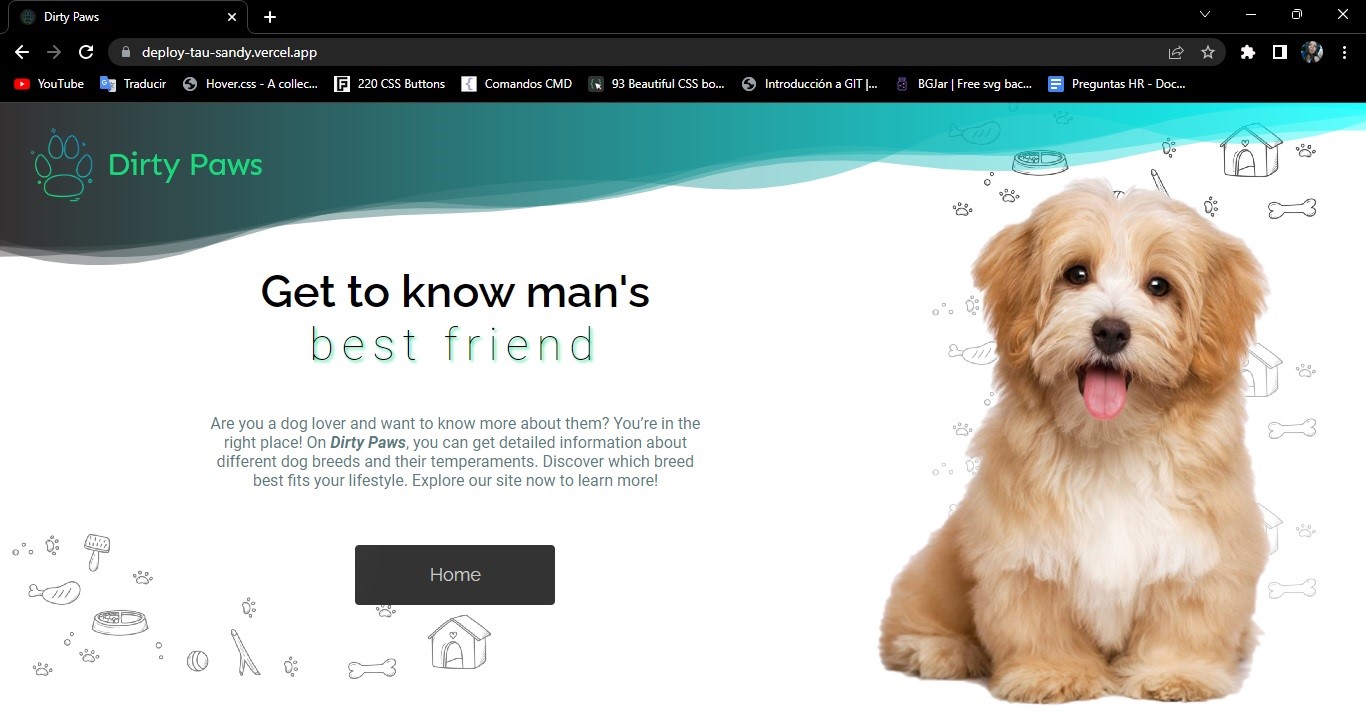 Dirty Paws
deploy-tau-sandy.vercel.app
YouTube Traducir Hover.css - A collec... 220 CSS Buttons Comandos CMD 93 Beautiful CSS bo... Introducción a GIT |... BGJar | Free svg bac... Preguntas HR - Doc...
Dirty Paws
Get to know man's
best friend
Are you a dog lover and want to know more about them? You’re in the
right place! On Dirty Paws, you can get detailed information about
different dog breeds and their temperaments. Discover which breed
best fits your lifestyle. Explore our site now to learn more!
Home